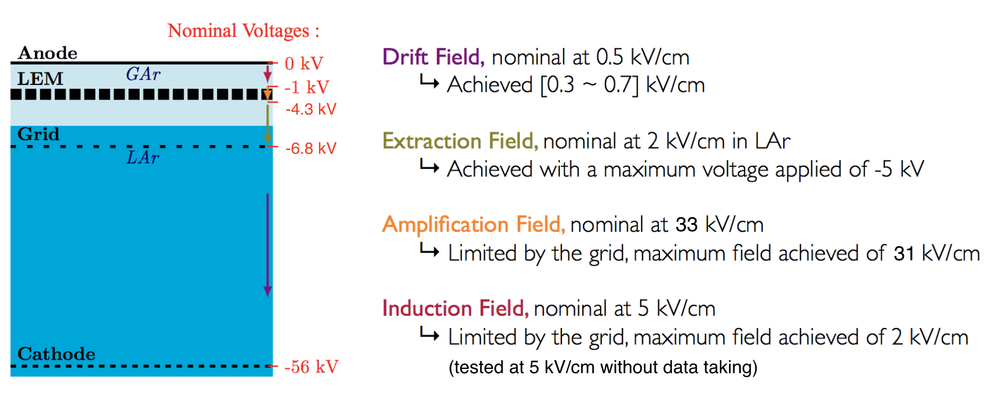 Nominal Voltages :
Anode
0 kV
GAr
LEM
-1 kV
-4.3 kV
Grid
-6.8 kV
LAr
Cathode
-56 kV
Drift Field, nominal at 0.5 kV/cm
↳ Achieved [0.3 ~ 0.7] kV/cm
Extraction Field, nominal at 2 kV/cm in LAr
↳ Achieved with a maximum voltage applied of -5 kV
Amplification Field, nominal at 33 kV/cm
↳ Limited by the grid, maximum field achieved of 31 kV/cm
Induction Field, nominal at 5 kV/cm
↳ Limited by the grid, maximum field achieved of 2 kV/cm
(tested at 5 kV/cm without data taking)